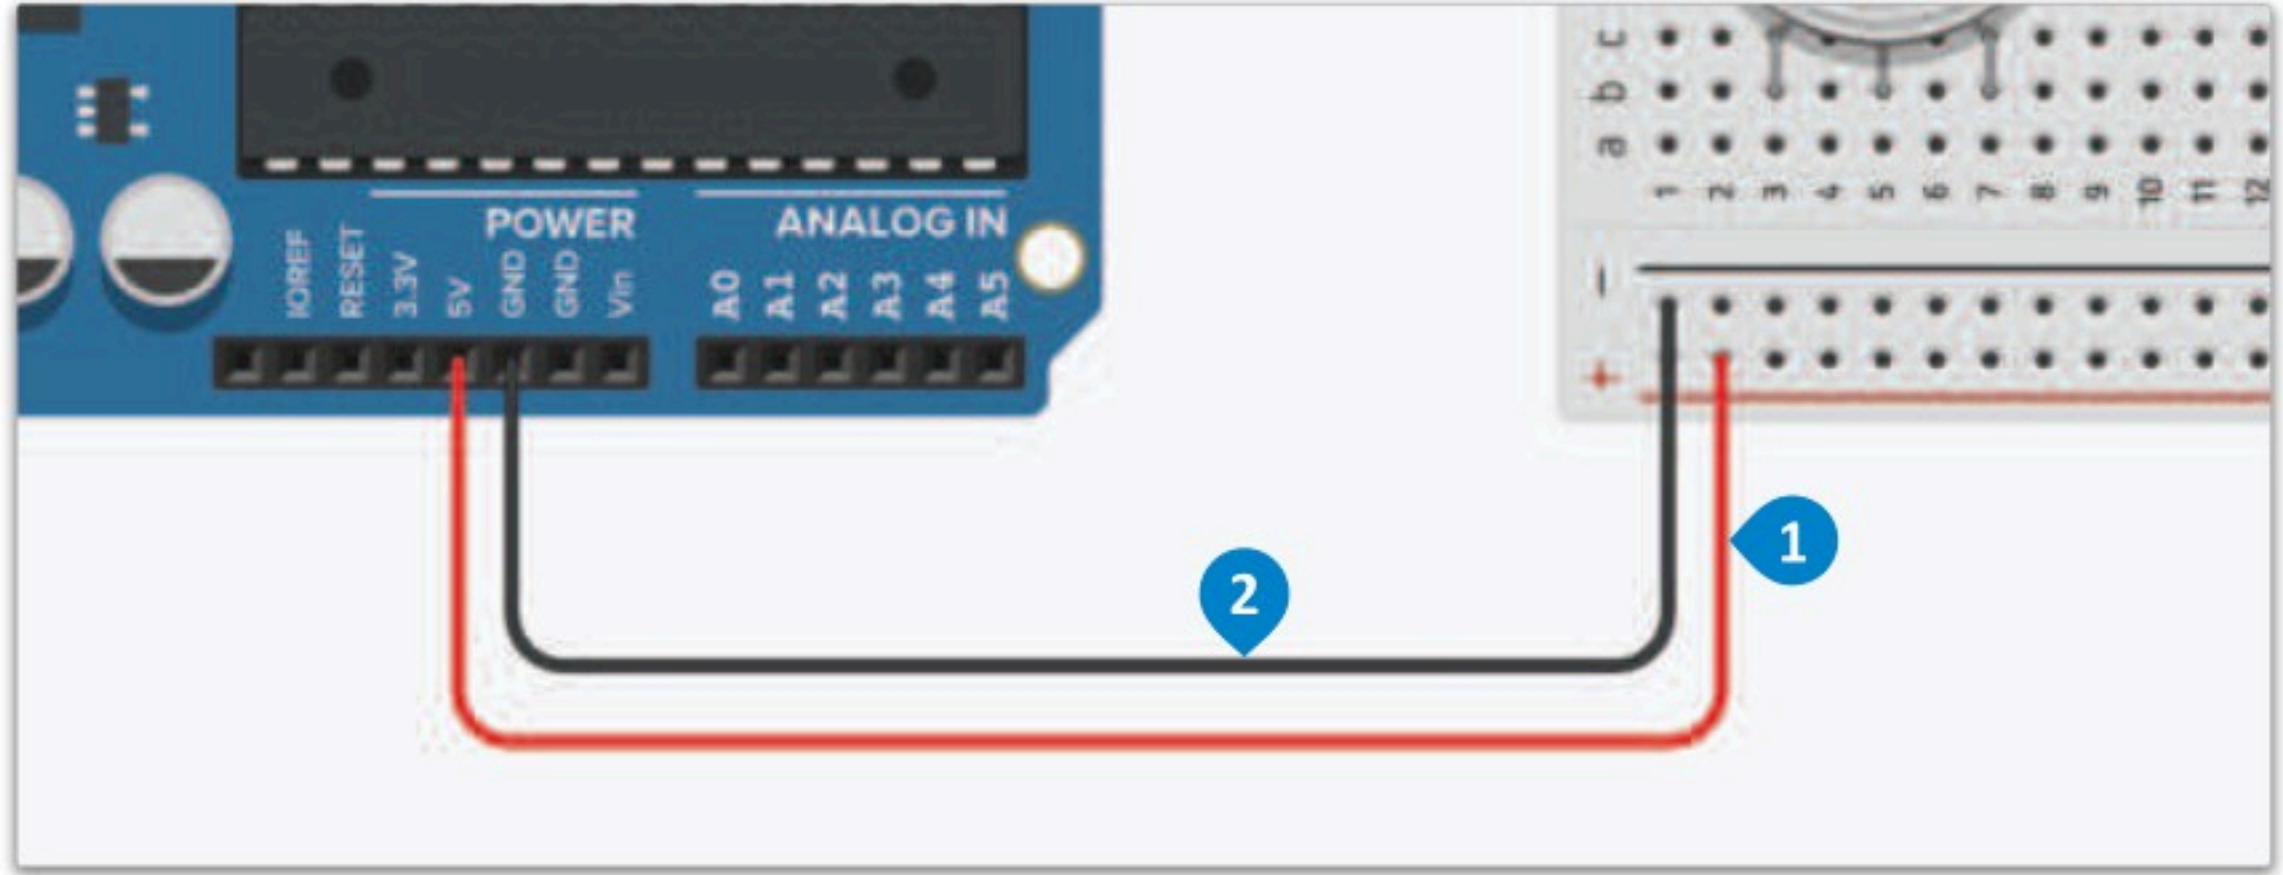 c
b
a
1 2 3 4 5 6 7 8 9 10 11 12
POWER
ANALOG IN
IOREF RESET 3.3V 5V GND GND Vin
A0 A1 A2 A3 A4 A5
-
+
1
2